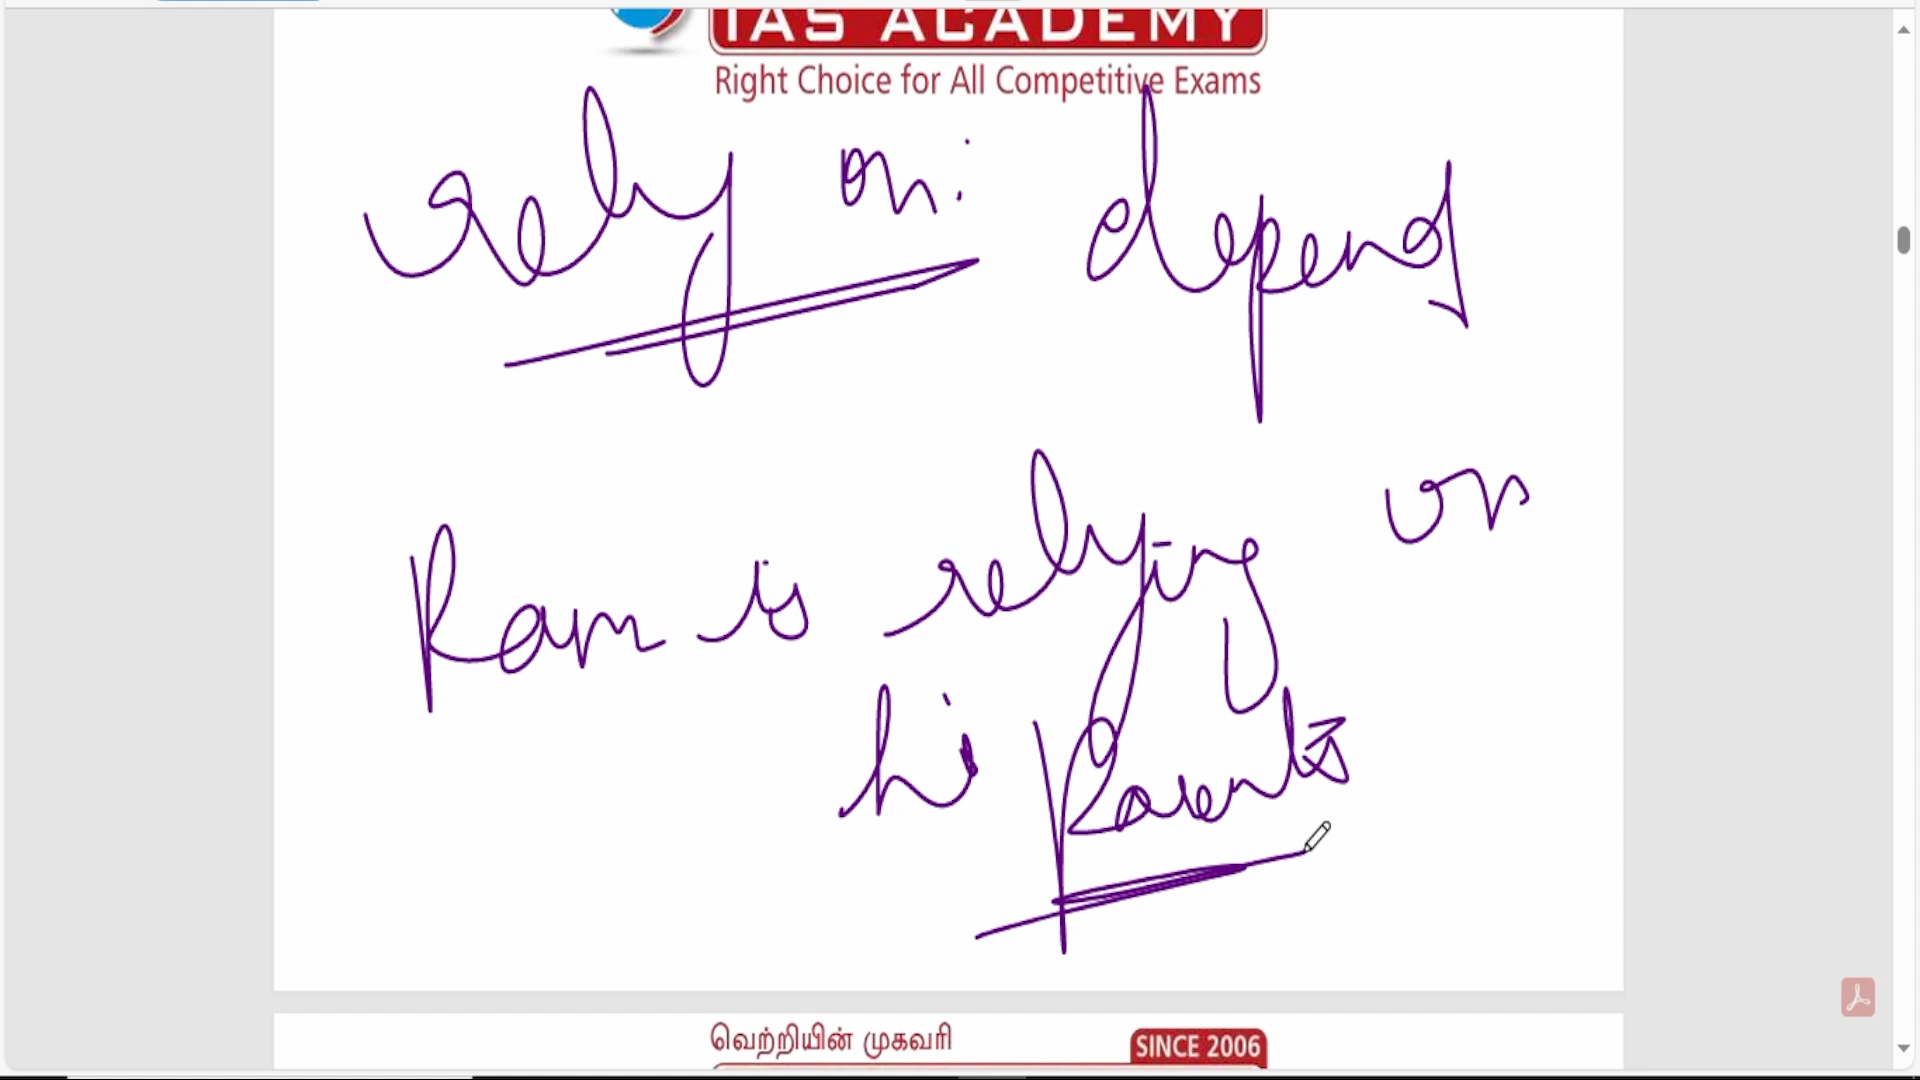 IAS ACADEMY
Right Choice for All Competitive Exams
rely on: depend
Ram is relying on
his Parents
வெற்றியின் முகவரி
SINCE 2006